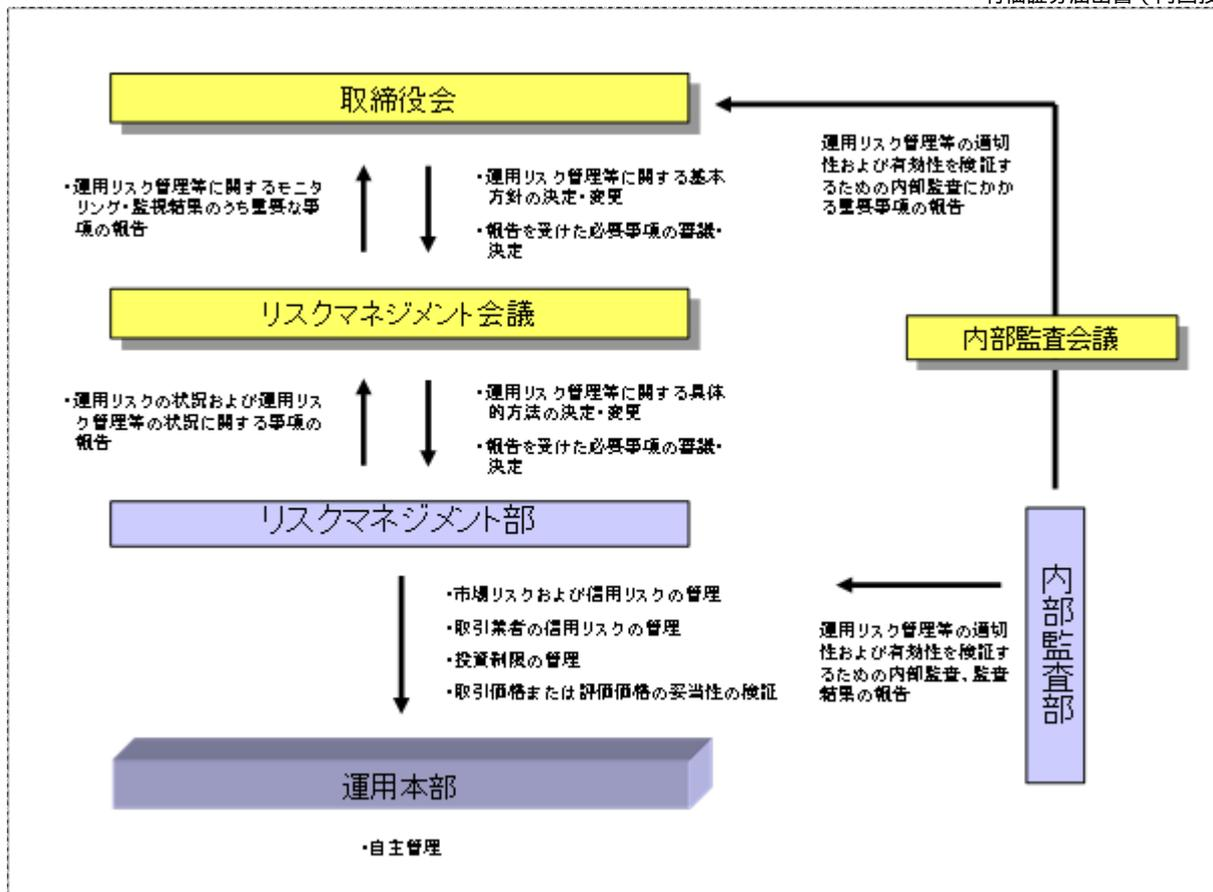 取締役会
・運用リスク管理等に関するモニ
タリング・監視結果のうち重要な事
項の報告
・運用リスク管理等に関する基本
方針の決定・変更
・報告を受けた必要事項の審議・
決定
運用リスク管理等の適切
性および有効性を検証す
るための内部監査にかか
る重要事項の報告
リスクマネジメント会議
内部監査会議
・運用リスクの状況および運用リス
ク管理等の状況に関する事項の
報告
・運用リスク管理等に関する具体
的方法の決定・変更
・報告を受けた必要事項の審議・
決定
リスクマネジメント部
・市場リスクおよび信用リスクの管理
・取引業者の信用リスクの管理
・投資制限の管理
・取引価格または評価価格の妥当性の検証
運用リスク管理等の適切
性および有効性を検証す
るための内部監査、監査
結果の報告
内部監査部
運用本部
・自主管理